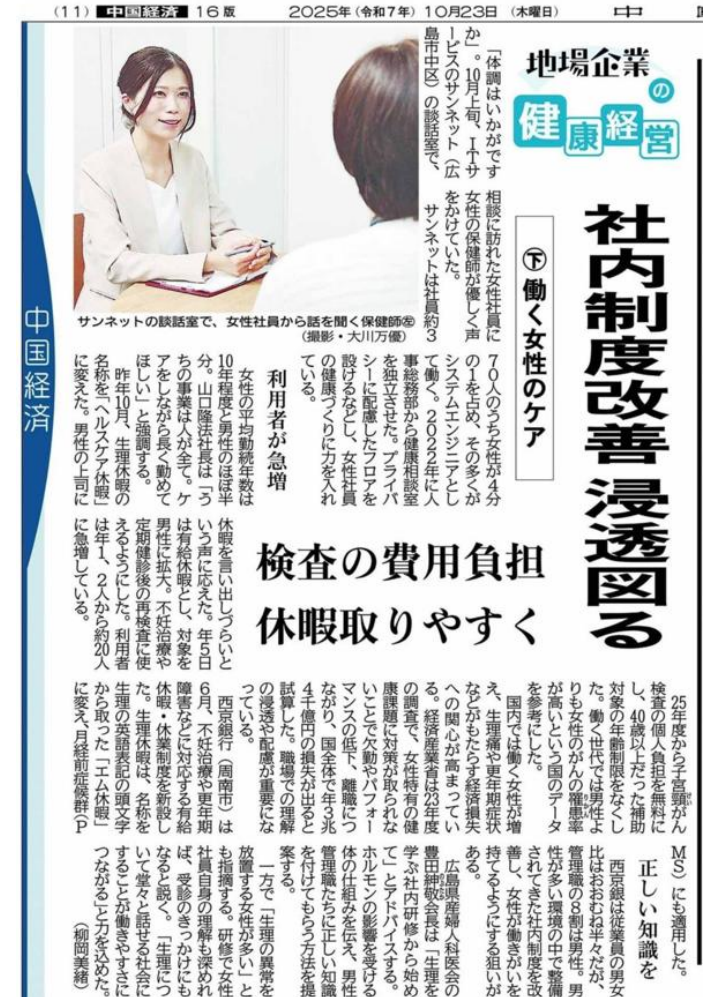 （11） 中国経済 16版 2025年（令和7年）10月23日（木曜日） 中
地場企業の
健康経営
社内制度改善 浸透図る
㊦ 働く女性のケア
検査の費用負担
休暇取りやすく
サンネットの談話室で、女性社員から話を聞く保健師㊧
（撮影・大川万優）
「体調はいかがです
か」。10月上旬、ITサ
ービスのサンネット（広
島市中区）の談話室で、
相談に訪れた女性社員に
女性の保健師が優しく声
をかけていた。
サンネットは社員約3
70人のうち女性が4分
の1を占め、その多くが
システムエンジニアとし
て働く。2022年に人
事総務部から健康相談室
を独立させた。プライバ
シーに配慮したフロアを
設けるなどし、女性社員
の健康づくりに力を入れ
ている。
利用者が急増
女性の平均勤続年数は
10年程度と男性のほぼ半
分。山口隆法社長は「う
ちの事業は人が全て。ケ
アをしながら長く勤めて
ほしい」と強調する。
昨年10月、生理休暇の
名称を「ヘルスケア休暇」
に変えた。男性の上司に
休暇を言い出しづらいと
いう声に応えた。年5日
は有給休暇とし、対象を
男性に拡大。不妊治療や
定期健診後の再検査に使
えるようにした。利用者
は年1、2人から約20人
に急増している。
25年度から子宮頸がん
検査の個人負担を無料に
し、40歳以上だった補助
対象の年齢制限をなくし
た。働く世代では男性よ
りも女性のがんの罹患率
が高いという国のデータ
を参考にした。
国内では働く女性が増
え、生理痛や更年期症状
などがもたらす経済損失
への関心が高まってい
る。経済産業省は23年度
の調査で、女性特有の健
康課題に対策が取られな
いことで欠勤やパフォー
マンスの低下、離職につ
ながり、国全体で年3兆
4千億円の損失が出ると
試算した。職場での理解
の浸透や配慮が重要にな
っている。
西京銀行（周南市）は
6月、不妊治療や更年期
障害などに対応する有給
休暇・休業制度を新設し
た。生理休暇は、名称を
生理の英語表記の頭文字
から取った「エム休暇」
に変え、月経前症候群（P
MS）にも適用した。
正しい知識を
西京銀は従業員の男女
比はおおむね半々だが、
管理職の8割は男性。男
性が多い環境の中で整備
されてきた社内制度を改
善し、女性が働きがいを
持てるようにする狙いが
ある。
広島県産婦人科医会の
豊田紳敬会長は「生理を
学ぶ社内研修から始め
て」とアドバイスする。
ホルモンの影響を受ける
体の仕組みを伝え、男性
管理職たちに正しい知識
を付けてもらう方法を提
案する。
一方で「生理の異常を
放置する女性が多い」と
も指摘する。研修で女性
社員自身の理解も深めれ
ば、受診のきっかけにも
なると説く。「生理につ
いて堂々と話せる社会に
することが働きやすさに
つながる」と力を込めた。
（柳岡美緒）
中国経済